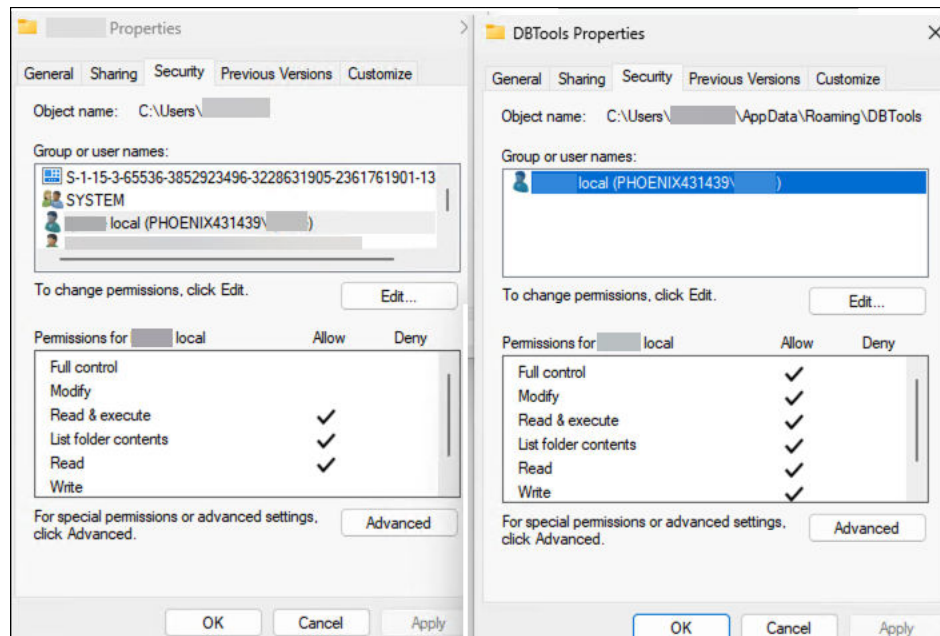 Properties
General Sharing Security Previous Versions Customize
Object name: C:\Users\
Group or user names:
S-1-15-3-65536-3852923496-3228631905-2361761901-13
SYSTEM
local (PHOENIX431439\ )
To change permissions, click Edit.
Edit...
Permissions for local Allow Deny
Full control
Modify
Read & execute
List folder contents
Read
Write
For special permissions or advanced settings,
click Advanced.
Advanced
OK Cancel Apply
DBTools Properties
General Sharing Security Previous Versions Customize
Object name: C:\Users\ \AppData\Roaming\DBTools
Group or user names:
local (PHOENIX431439\ )
To change permissions, click Edit.
Edit...
Permissions for local Allow Deny
Full control
Modify
Read & execute
List folder contents
Read
Write
For special permissions or advanced settings,
click Advanced.
Advanced
OK Cancel Apply